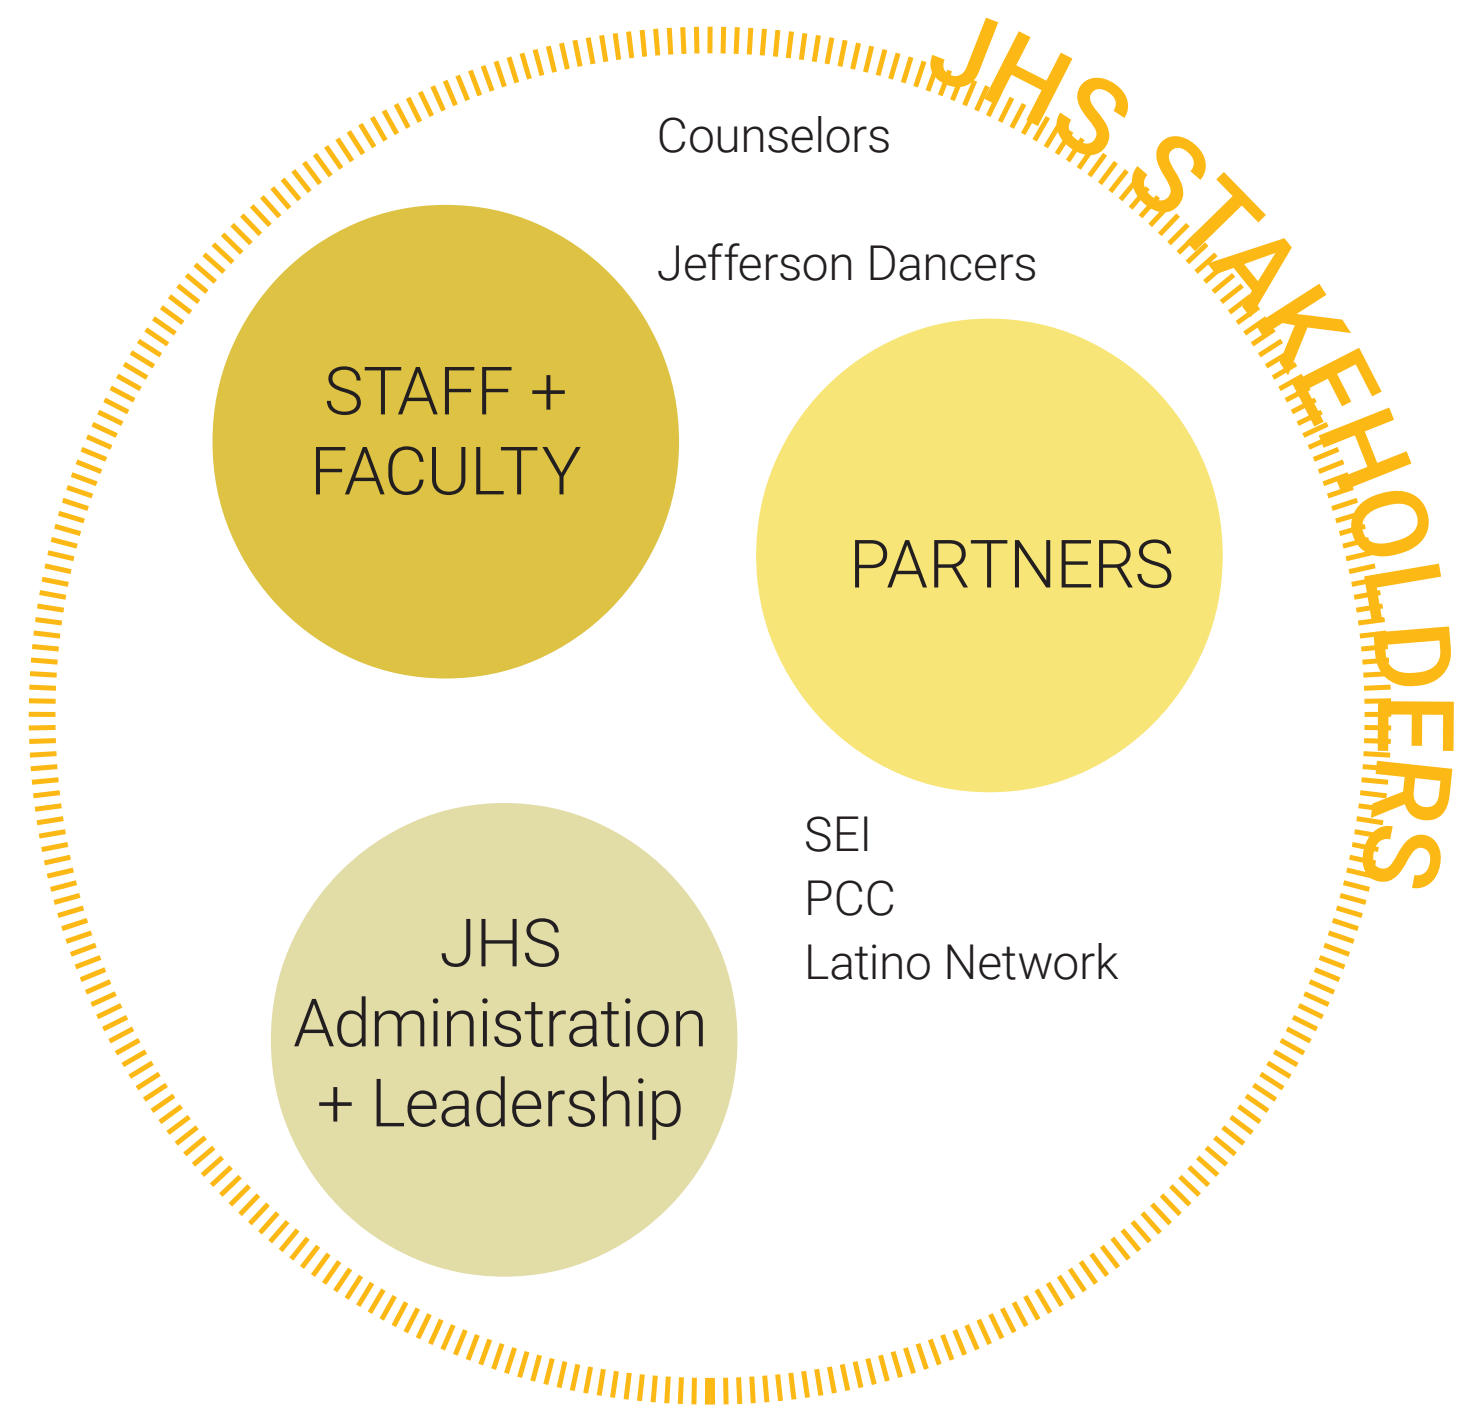 JHS STAKEHOLDERS
Counselors
Jefferson Dancers
STAFF +
FACULTY
PARTNERS
SEI
PCC
Latino Network
JHS
Administration
+ Leadership